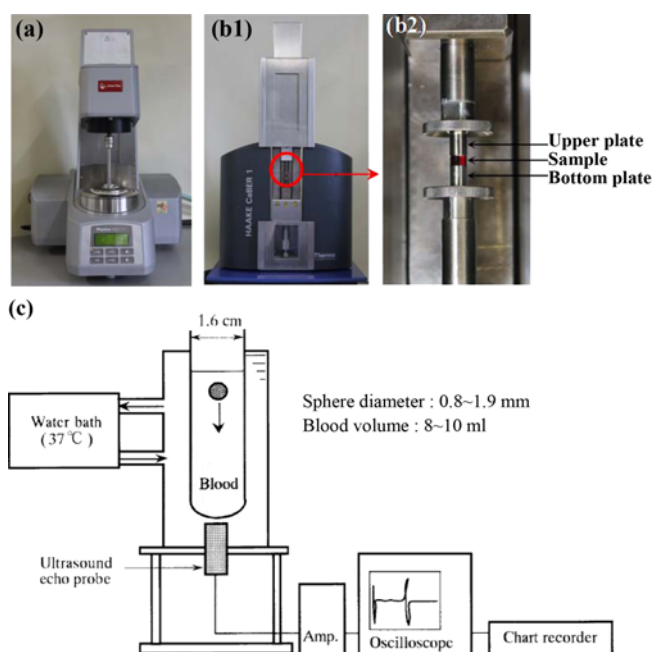 (a)
(b1)
(b2)
HAAKE CaBER 1
Thermo
Upper plate
Sample
Bottom plate
(c)
1.6 cm
Sphere diameter : 0.8~1.9 mm
Blood volume : 8~10 ml
Water bath
(37℃)
Blood
Ultrasound
echo probe
Amp.
Oscilloscope
Chart recorder